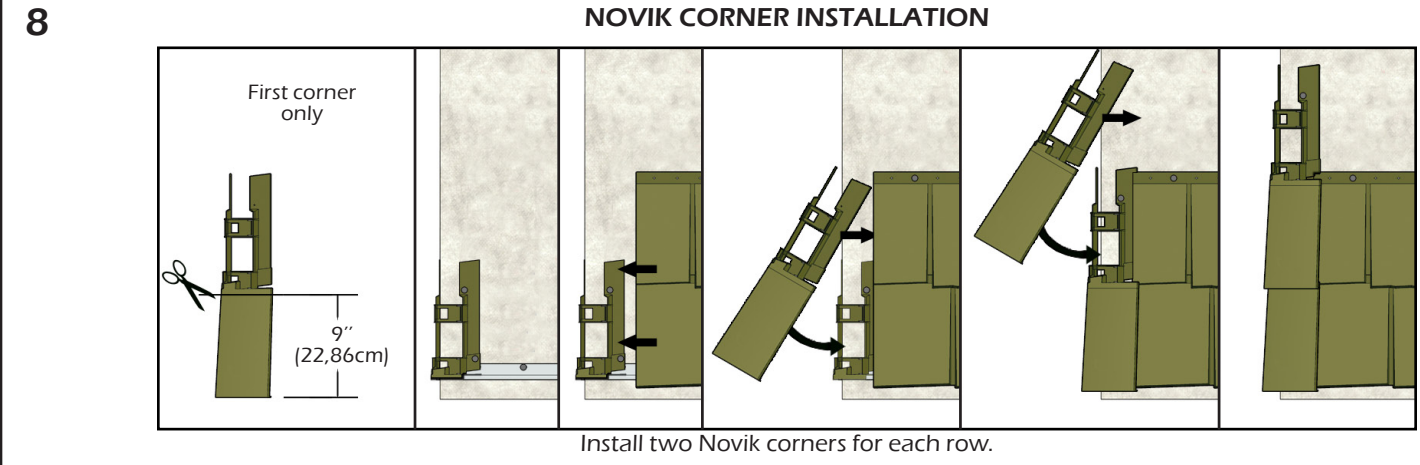 8
NOVIK CORNER INSTALLATION
First corner
only
9’’
(22,86cm)
Install two Novik corners for each row.